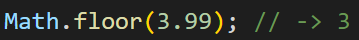 Math.floor(3.99); // -> 3